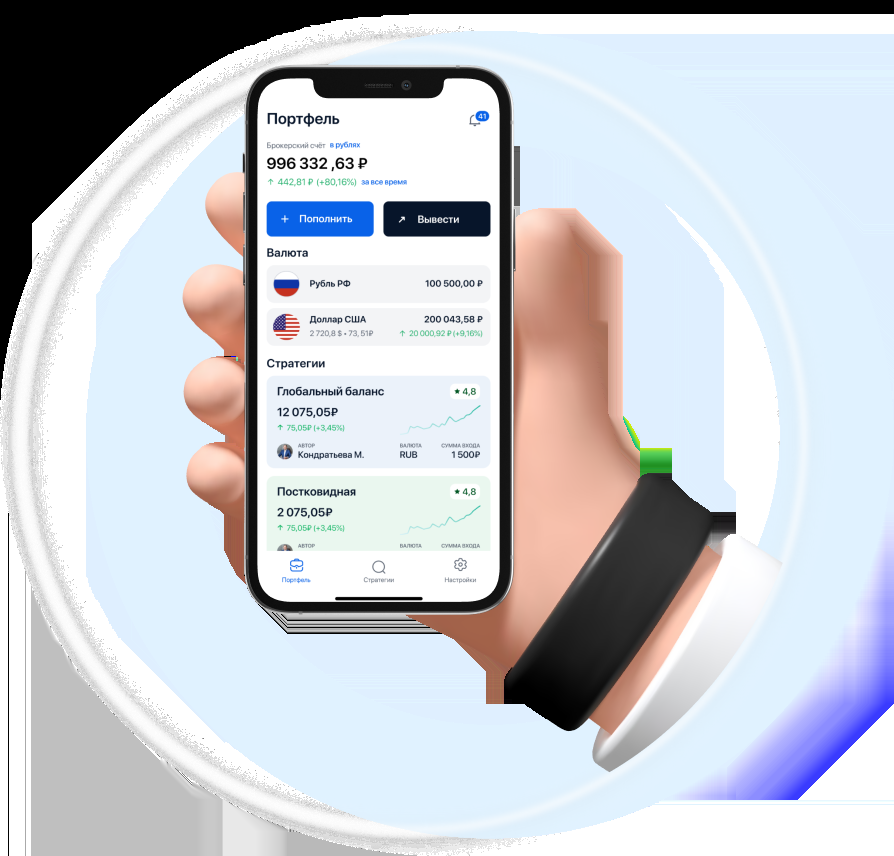 Портфель
41
Брокерский счёт в рублях
996 332 ,63 ₽
↑ 442,81 ₽ (+80,16%) за все время
+ Пополнить
↗ Вывести
Валюта
Рубль РФ 100 500,00 ₽
Доллар США 200 043,58 ₽
2 720,8 $ • 73,51₽ ↑ 20 000,92 ₽ (+9,16%)
Стратегии
Глобальный баланс ★ 4,8
12 075,05₽
↑ 75,05₽ (+3,45%)
АВТОР ВАЛЮТА СУММА ВХОДА
Кондратьева М. RUB 1 500₽
Постковидная ★ 4,8
2 075,05₽
↑ 75,05₽ (+3,45%)
АВТОР ВАЛЮТА СУММА ВХОДА
Портфель Стратегии Настройки